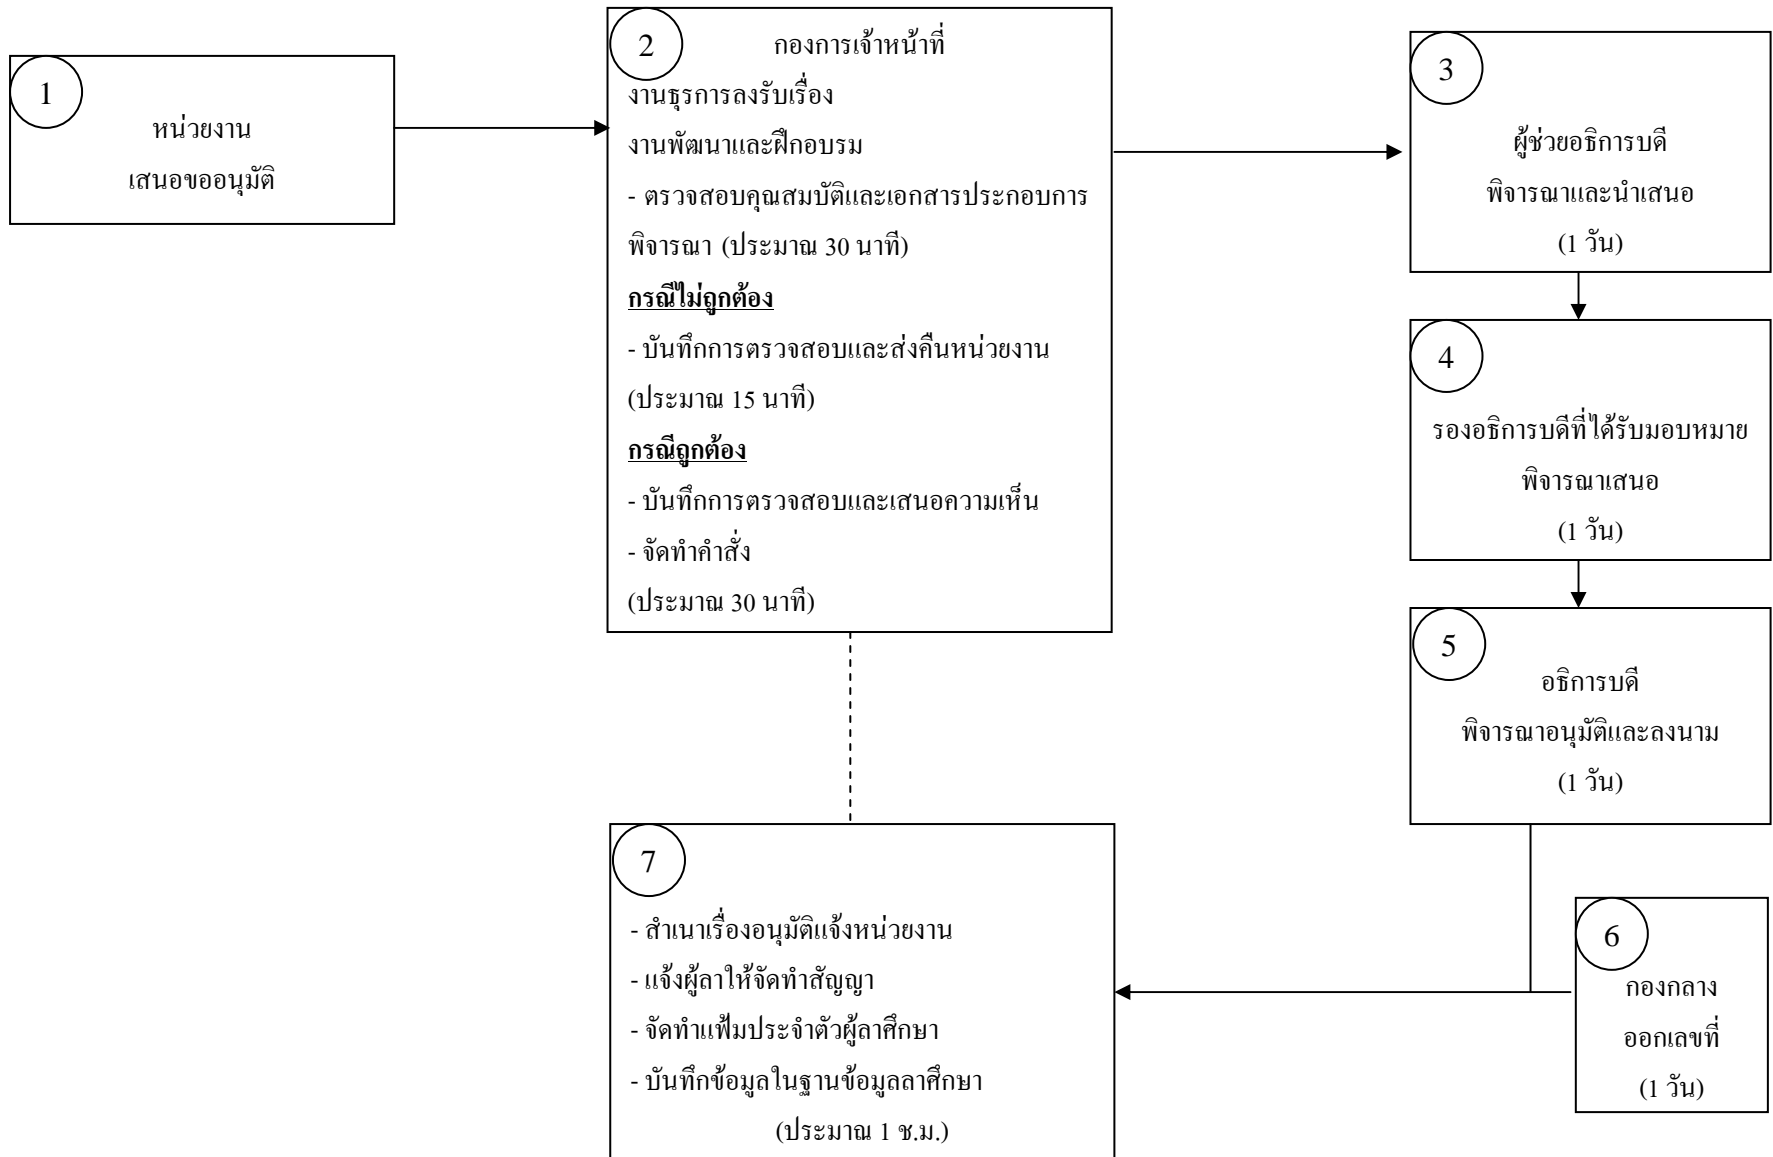 1
หน่วยงาน
เสนอขออนุมัติ
2
กองการเจ้าหน้าที่
งานธุรการลงรับเรื่อง
งานพัฒนาและฝึกอบรม
- ตรวจสอบคุณสมบัติและเอกสารประกอบการ
พิจารณา (ประมาณ 30 นาที)
กรณีไม่ถูกต้อง
- บันทึกการตรวจสอบและส่งคืนหน่วยงาน
(ประมาณ 15 นาที)
กรณีถูกต้อง
- บันทึกการตรวจสอบและเสนอความเห็น
- จัดทำคำสั่ง
(ประมาณ 30 นาที)
3
ผู้ช่วยอธิการบดี
พิจารณาและนำเสนอ
(1 วัน)
4
รองอธิการบดีที่ได้รับมอบหมาย
พิจารณาเสนอ
(1 วัน)
5
อธิการบดี
พิจารณาอนุมัติและลงนาม
(1 วัน)
6
กองกลาง
ออกเลขที่
(1 วัน)
7
- สำเนาเรื่องอนุมัติแจ้งหน่วยงาน
- แจ้งผู้ลาให้จัดทำสัญญา
- จัดทำแฟ้มประจำตัวผู้ลาศึกษา
- บันทึกข้อมูลในฐานข้อมูลลาศึกษา
(ประมาณ 1 ช.ม.)